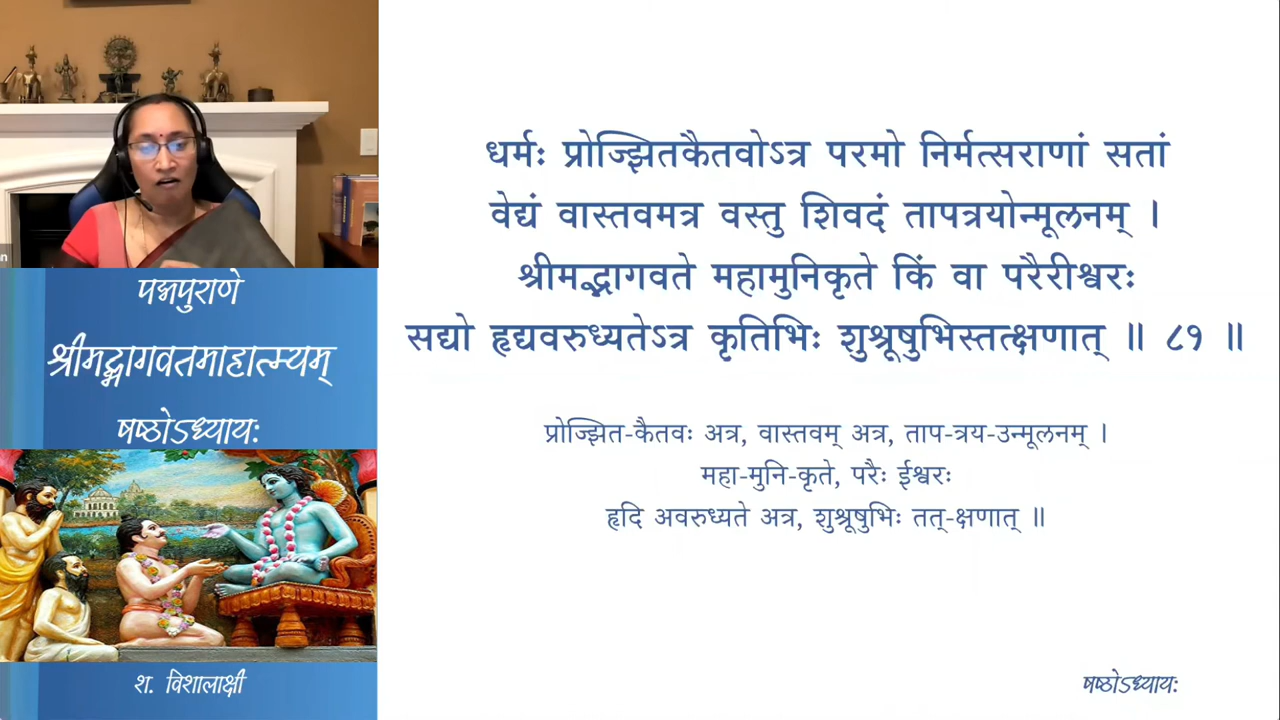 धर्मः प्रोज्झितकैतवोऽत्र परमो निर्मत्सराणां सतां
वेद्यं वास्तवमत्र वस्तु शिवदं तापत्रयोन्मूलनम् ।
श्रीमद्भागवते महामुनिकृते किं वा परैरीश्वरः
सद्यो हृद्यवरुध्यतेऽत्र कृतिभिः शुश्रूषुभिस्तत्क्षणात् ॥ ८१ ॥
प्रोज्झित-कैतवः अत्र, वास्तवम् अत्र, ताप-त्रय-उन्मूलनम् ।
महा-मुनि-कृते, परैः ईश्वरः
हृदि अवरुध्यते अत्र, शुश्रूषुभिः तत्-क्षणात् ॥
पद्मपुराणे
श्रीमद्भागवतमाहात्म्यम्
षष्ठोऽध्यायः
श. विशालाक्षी
षष्ठोऽध्यायः